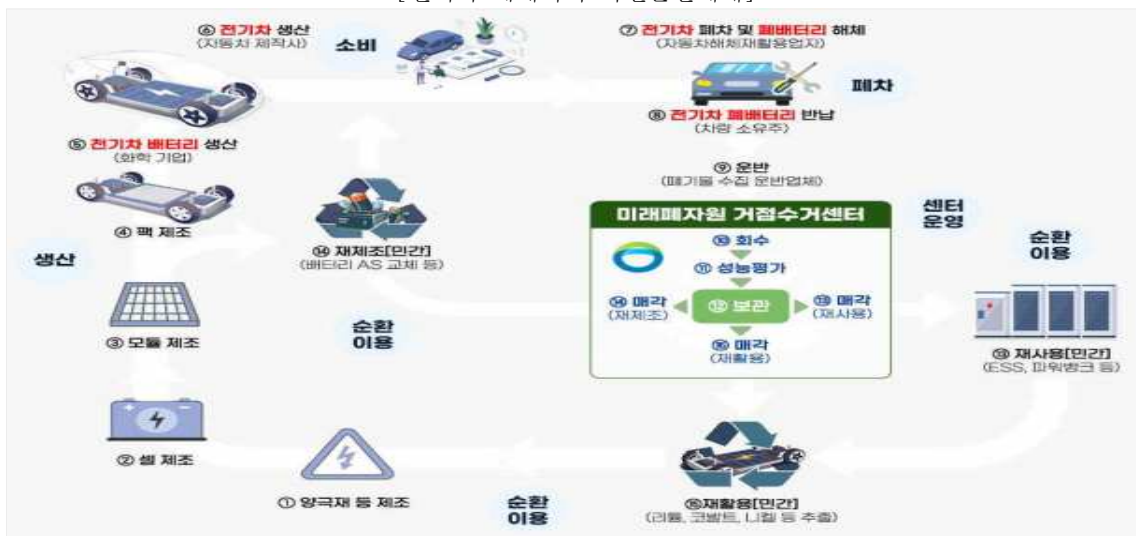 ⑥ 전기차 생산
(자동차 제작사)
소비
⑦ 전기차 폐차 및 폐배터리 해체
(자동차해체재활용업자)
폐차
⑧ 전기차 폐배터리 반납
(차량 소유주)
⑤ 전기차 배터리 생산
(화학 기업)
⑨ 운반
(폐기물 수집 운반업체)
④ 팩 제조
⑭ 재제조[민간]
(배터리 AS 교체 등)
미래폐자원 거점수거센터
센터
운영
⑩ 회수
⑪ 성능평가
⑭ 매각
(재제조)
⑫ 보관
⑬ 매각
(재사용)
⑯ 매각
(재활용)
생산
순환
이용
③ 모듈 제조
순환
이용
⑬ 재사용[민간]
(ESS, 파워뱅크 등)
② 셀 제조
① 양극재 등 제조
순환
이용
⑮재활용[민간]
(리튬, 코발트, 니켈 등 추출)